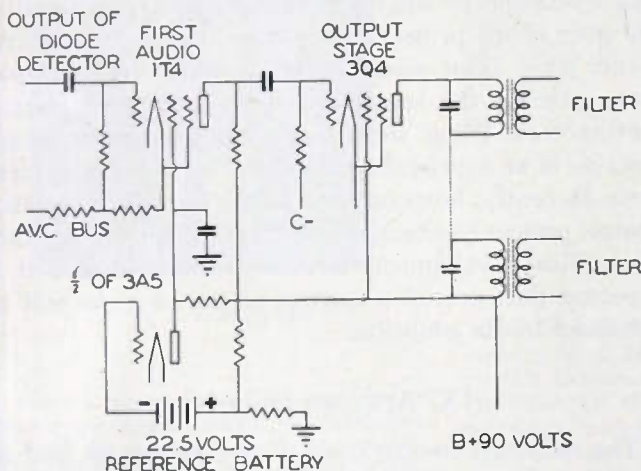 OUTPUT OF
DIODE
DETECTOR
FIRST
AUDIO
1T4
OUTPUT
STAGE
3Q4
FILTER
C-
A.V.C. BUS
FILTER
½ OF 3A5
- +
22.5 VOLTS
REFERENCE BATTERY
B+90 VOLTS